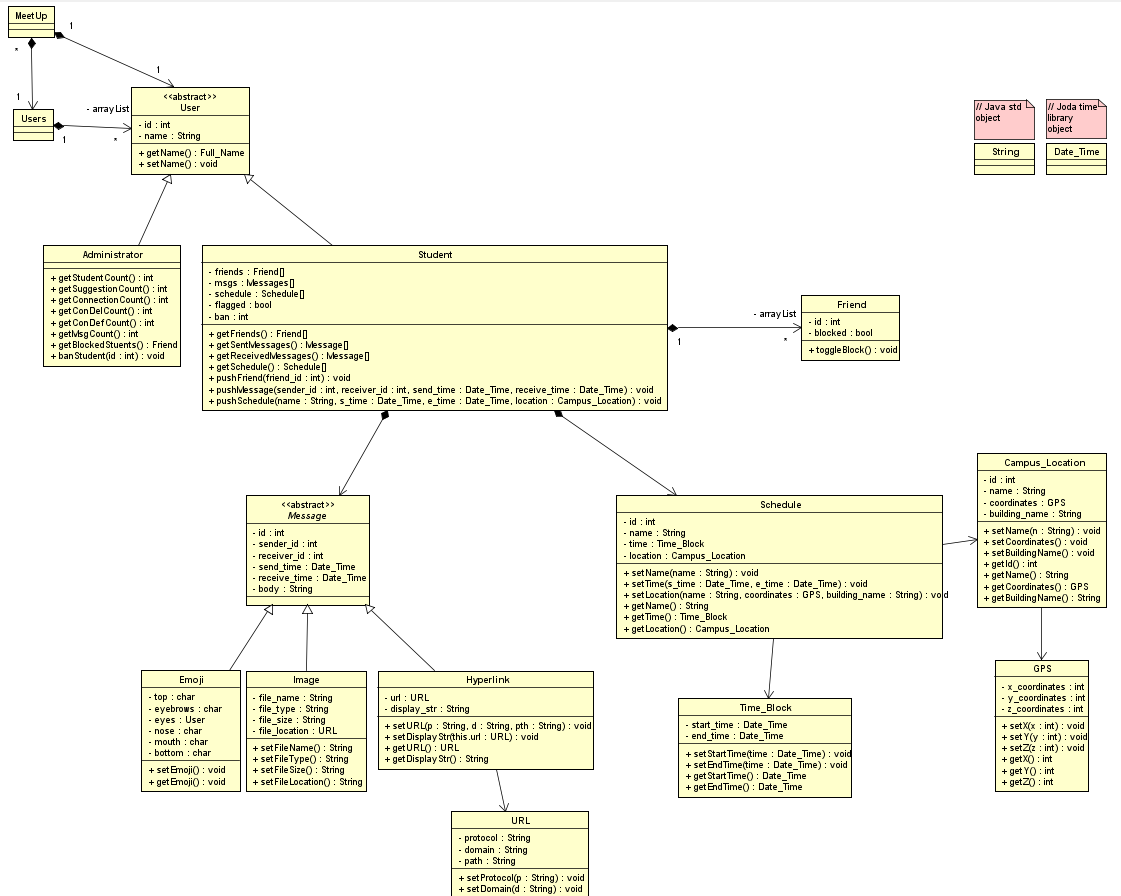 MeetUp
1
*
1
1
Users
1
- arrayList
*
<<abstract>>
User
- id : int
- name : String
+ getName() : Full_Name
+ setName() : void
// Java std
object
String
// Joda time
library
object
Date_Time
Administrator
+ getStudentCount() : int
+ getSuggestionCount() : int
+ getConnectionCount() : int
+ getConDelCount() : int
+ getConDefCount() : int
+ getMsgCount() : int
+ getBlockedStuents() : Friend
+ banStudent(id : int) : void
Student
- friends : Friend[]
- msgs : Messages[]
- schedule : Schedule[]
- flagged : bool
- ban : int
+ getFriends() : Friend[]
+ getSentMessages() : Message[]
+ getReceivedMessages() : Message[]
+ getSchedule() : Schedule[]
+ pushFriend(friend_id : int) : void
+ pushMessage(sender_id : int, receiver_id : int, send_time : Date_Time, receive_time : Date_Time) : void
+ pushSchedule(name : String, s_time : Date_Time, e_time : Date_Time, location : Campus_Location) : void
1
- arrayList
*
Friend
- id : int
- blocked : bool
+ toggleBlock() : void
<<abstract>>
Message
- id : int
- sender_id : int
- receiver_id : int
- send_time : Date_Time
- receive_time : Date_Time
- body : String
Schedule
- id : int
- name : String
- time : Time_Block
- location : Campus_Location
+ setName(name : String) : void
+ setTime(s_time : Date_Time, e_time : Date_Time) : void
+ setLocation(name : String, coordinates : GPS, building_name : String) : void
+ getName() : String
+ getTime() : Time_Block
+ getLocation() : Campus_Location
Campus_Location
- id : int
- name : String
- coordinates : GPS
- building_name : String
+ setName(n : String) : void
+ setCoordinates() : void
+ setBuildingName() : void
+ getId() : int
+ getName() : String
+ getCoordinates() : GPS
+ getBuildingName() : String
Emoji
- top : char
- eyebrows : char
- eyes : User
- nose : char
- mouth : char
- bottom : char
+ setEmoji() : void
+ getEmoji() : void
Image
- file_name : String
- file_type : String
- file_size : String
- file_location : URL
+ setFileName() : String
+ setFileType() : String
+ setFileSize() : String
+ setFileLocation() : String
Hyperlink
- url : URL
- display_str : String
+ setURL(p : String, d : String, pth : String) : void
+ setDisplayStr(this.url : URL) : void
+ getURL() : URL
+ getDisplayStr() : String
Time_Block
- start_time : Date_Time
- end_time : Date_Time
+ setStartTime(time : Date_Time) : void
+ setEndTime(time : Date_Time) : void
+ getStartTime() : Date_Time
+ getEndTime() : Date_Time
GPS
- x_coordinates : int
- y_coordinates : int
- z_coordinates : int
+ setX(x : int) : void
+ setY(y : int) : void
+ setZ(z : int) : void
+ getX() : int
+ getY() : int
+ getZ() : int
URL
- protocol : String
- domain : String
- path : String
+ setProtocol(p : String) : void
+ setDomain(d : String) : void